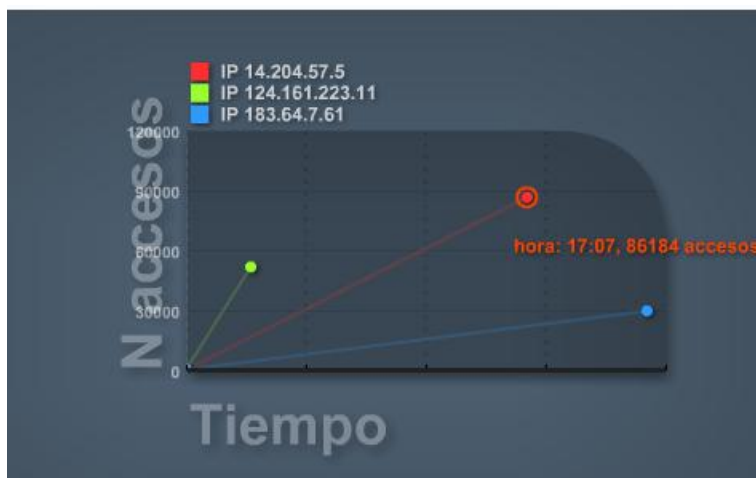 IP 14.204.57.5
IP 124.161.223.11
IP 183.64.7.61
N accesos
120000
90000
60000
30000
0
hora: 17:07, 86184 accesos
Tiempo